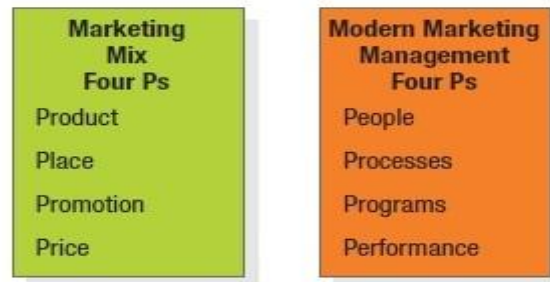 Marketing
Mix
Four Ps
Product
Place
Promotion
Price
Modern Marketing
Management
Four Ps
People
Processes
Programs
Performance